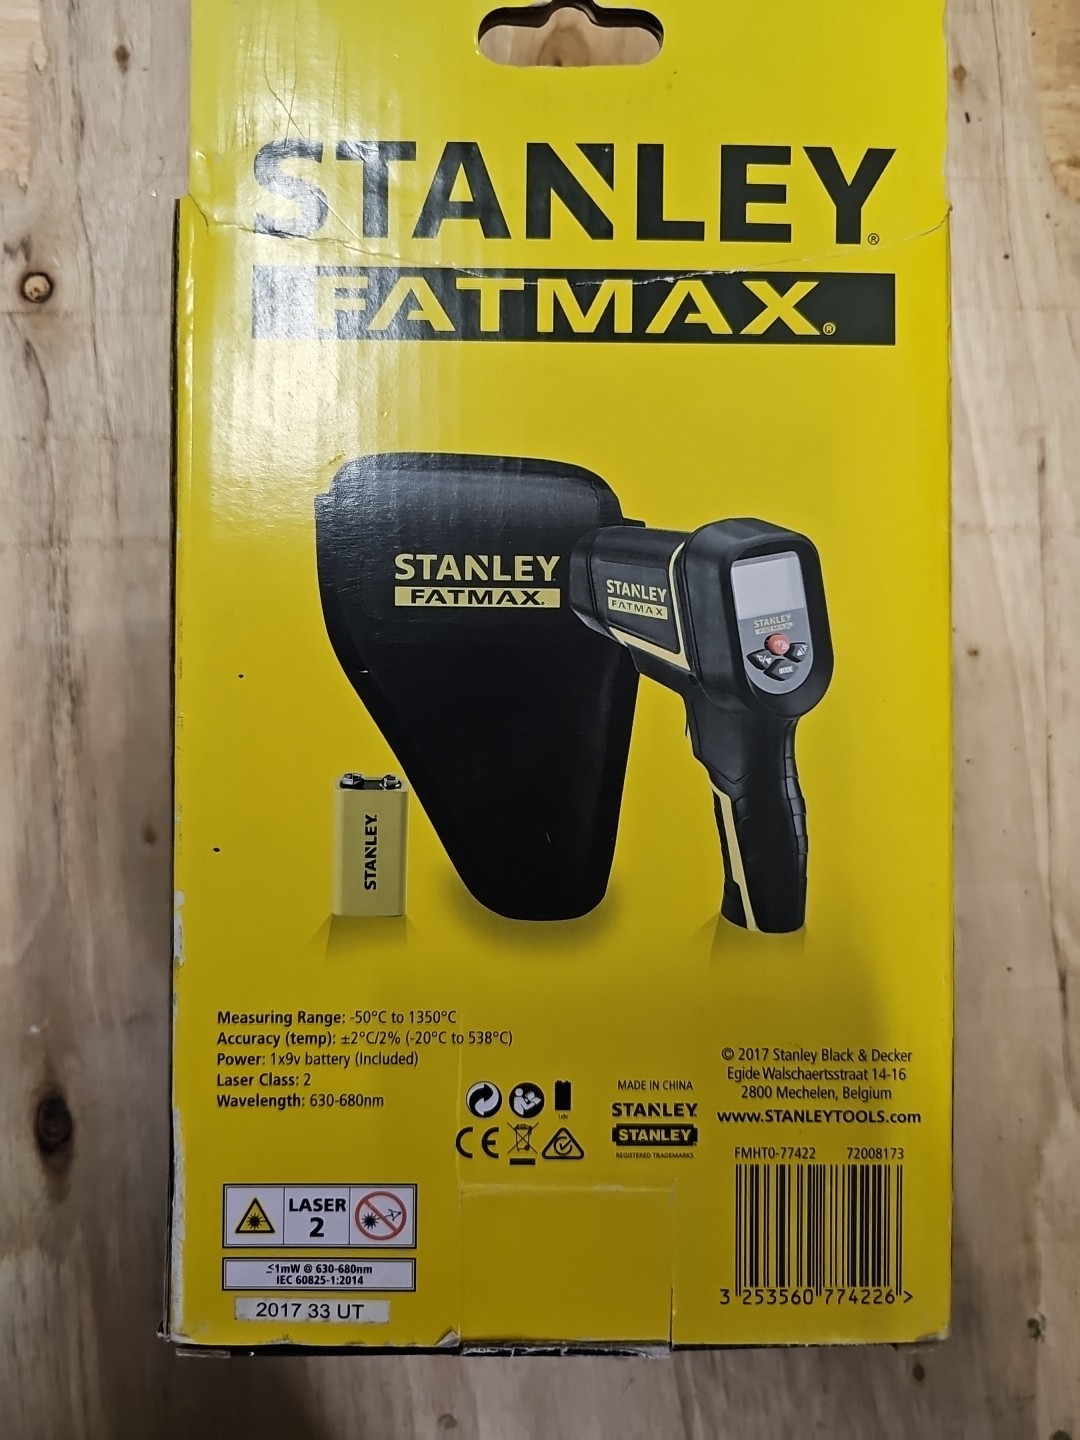 STANLEY®
FATMAX®
STANLEY
FATMAX.
STANLEY
FATMAX
STANLEY
FATMAX
MODE
STANLEY
Measuring Range: -50°C to 1350°C
Accuracy (temp): ±2°C/2% (-20°C to 538°C)
Power: 1x9v battery (Included)
Laser Class: 2
Wavelength: 630-680nm
© 2017 Stanley Black & Decker
Egide Walschaertsstraat 14-16
2800 Mechelen, Belgium
www.STANLEYTOOLS.com
MADE IN CHINA
STANLEY
STANLEY
REGISTERED TRADEMARKS
CE
FMHT0-77422 72008173
3 253560 774226 >
LASER
2
≤1mW @ 630-680nm
IEC 60825-1:2014
2017 33 UT